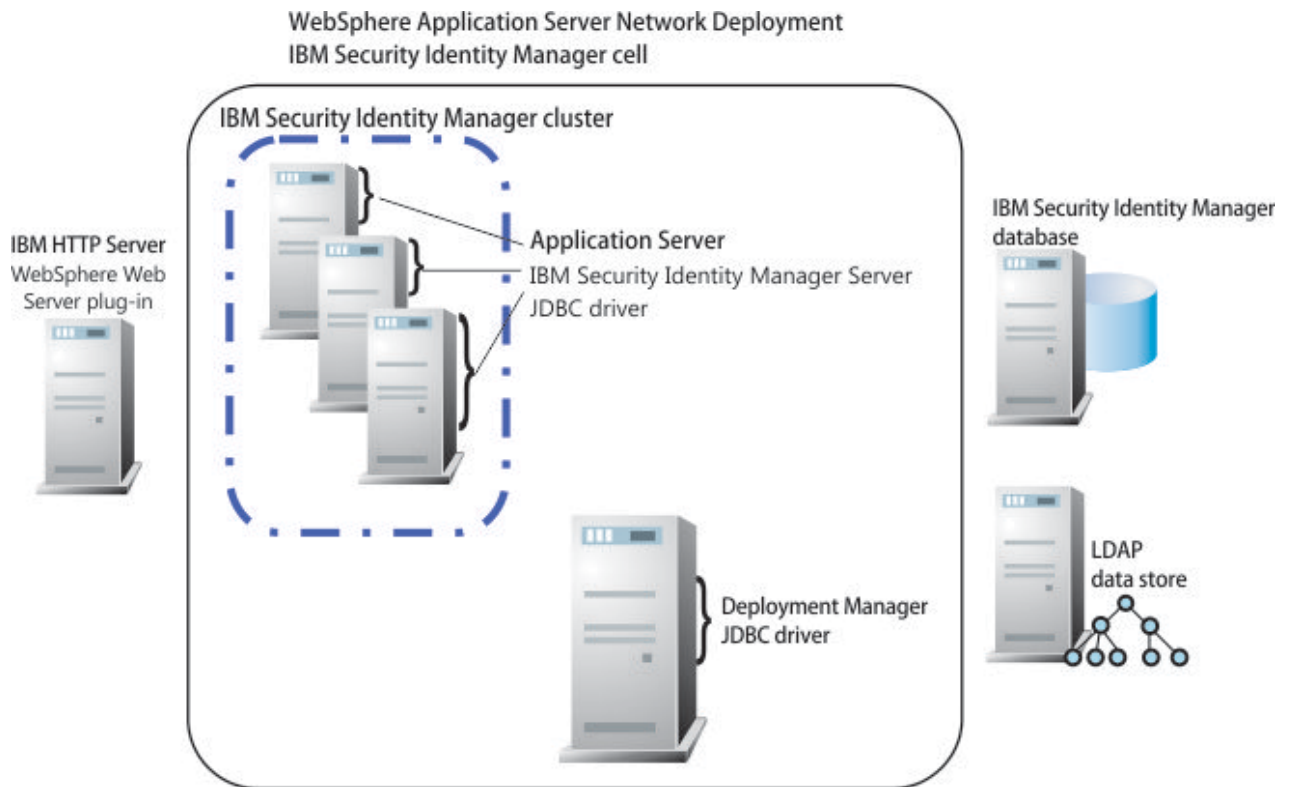 WebSphere Application Server Network Deployment
IBM Security Identity Manager cell
IBM Security Identity Manager cluster
IBM HTTP Server
WebSphere Web
Server plug-in
Application Server
IBM Security Identity Manager Server
JDBC driver
IBM Security Identity Manager
database
LDAP
data store
Deployment Manager
JDBC driver